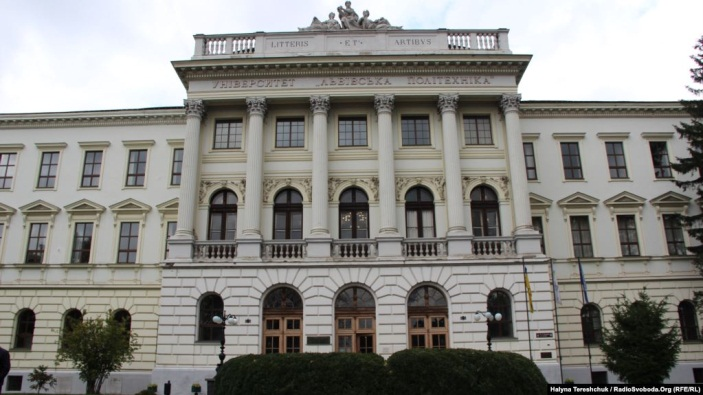 LITTERIS ET ARTIBUS
УНІВЕРСИТЕТ "ЛЬВІВСЬКА ПОЛІТЕХНІКА"
Halyna Tereshchuk / RadioSvoboda.Org (RFE/RL)